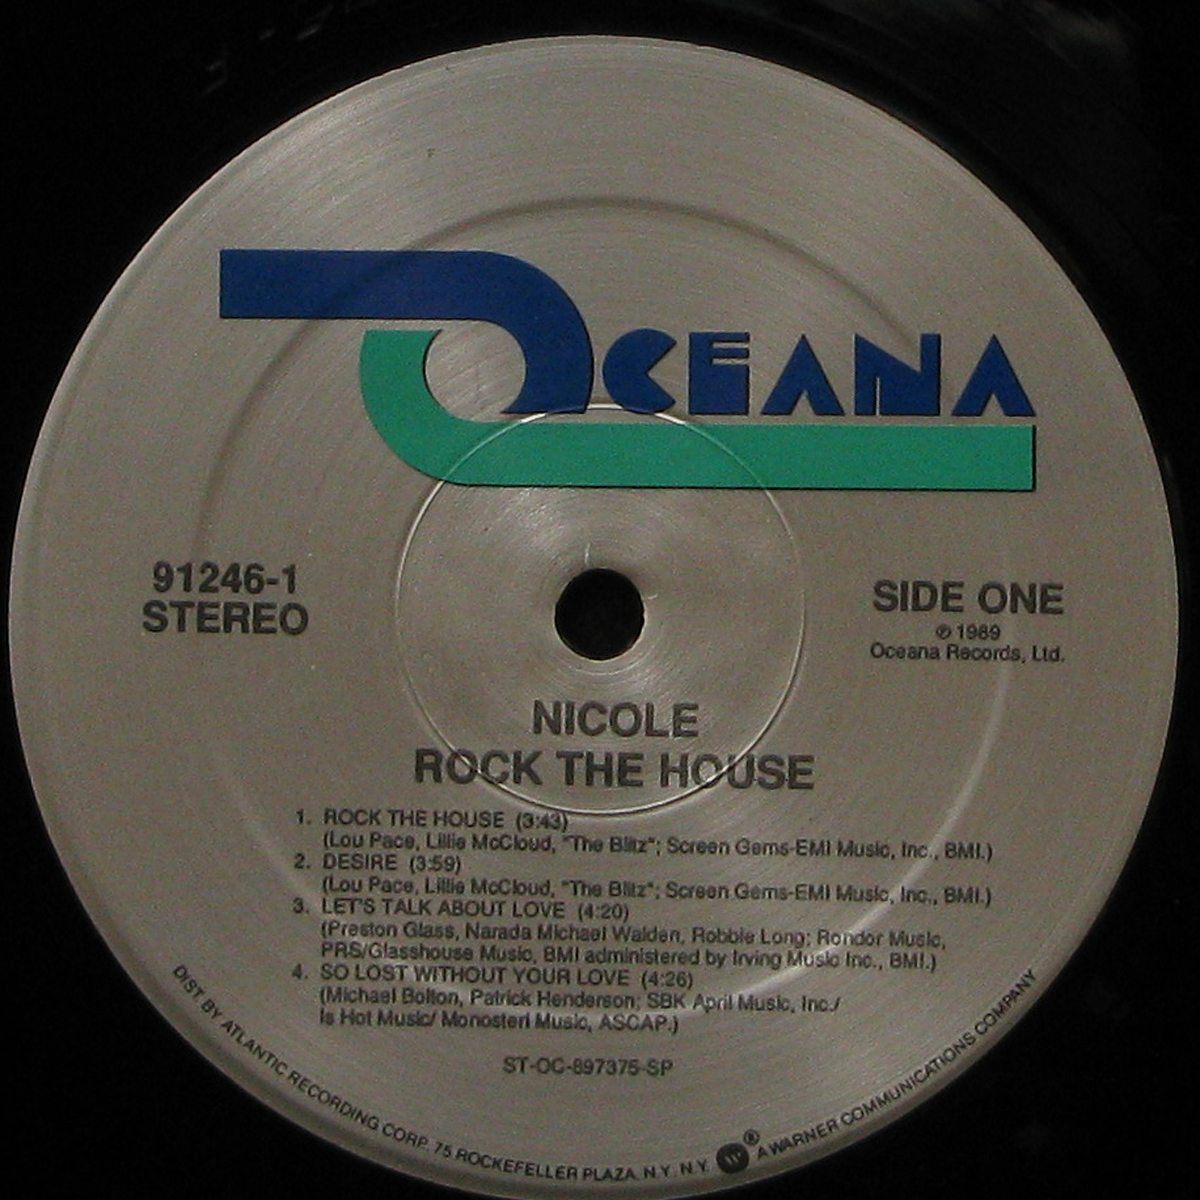 OCEANA
91246-1
STEREO
SIDE ONE
℗ 1989
Oceana Records, Ltd.
NICOLE
ROCK THE HOUSE
1. ROCK THE HOUSE (3:43)
(Lou Pace, Lillie McCloud, "The Blitz"; Screen Gems-EMI Music, Inc., BMI.)
2. DESIRE (3:59)
(Lou Pace, Lillie McCloud, "The Blitz"; Screen Gems-EMI Music, Inc., BMI.)
3. LET'S TALK ABOUT LOVE (4:20)
(Preston Glass, Narada Michael Walden, Robbie Long; Rondor Music,
PRS/Glasshouse Music, BMI administered by Irving Music Inc., BMI.)
4. SO LOST WITHOUT YOUR LOVE (4:26)
(Michael Bolton, Patrick Henderson; SBK April Music, Inc./
Is Hot Music/ Monosteri Music, ASCAP.)
ST-OC-897375-SP
DIST. BY ATLANTIC RECORDING CORP. 75 ROCKEFELLER PLAZA. N.Y. N.Y. W ® A WARNER COMMUNICATIONS COMPANY